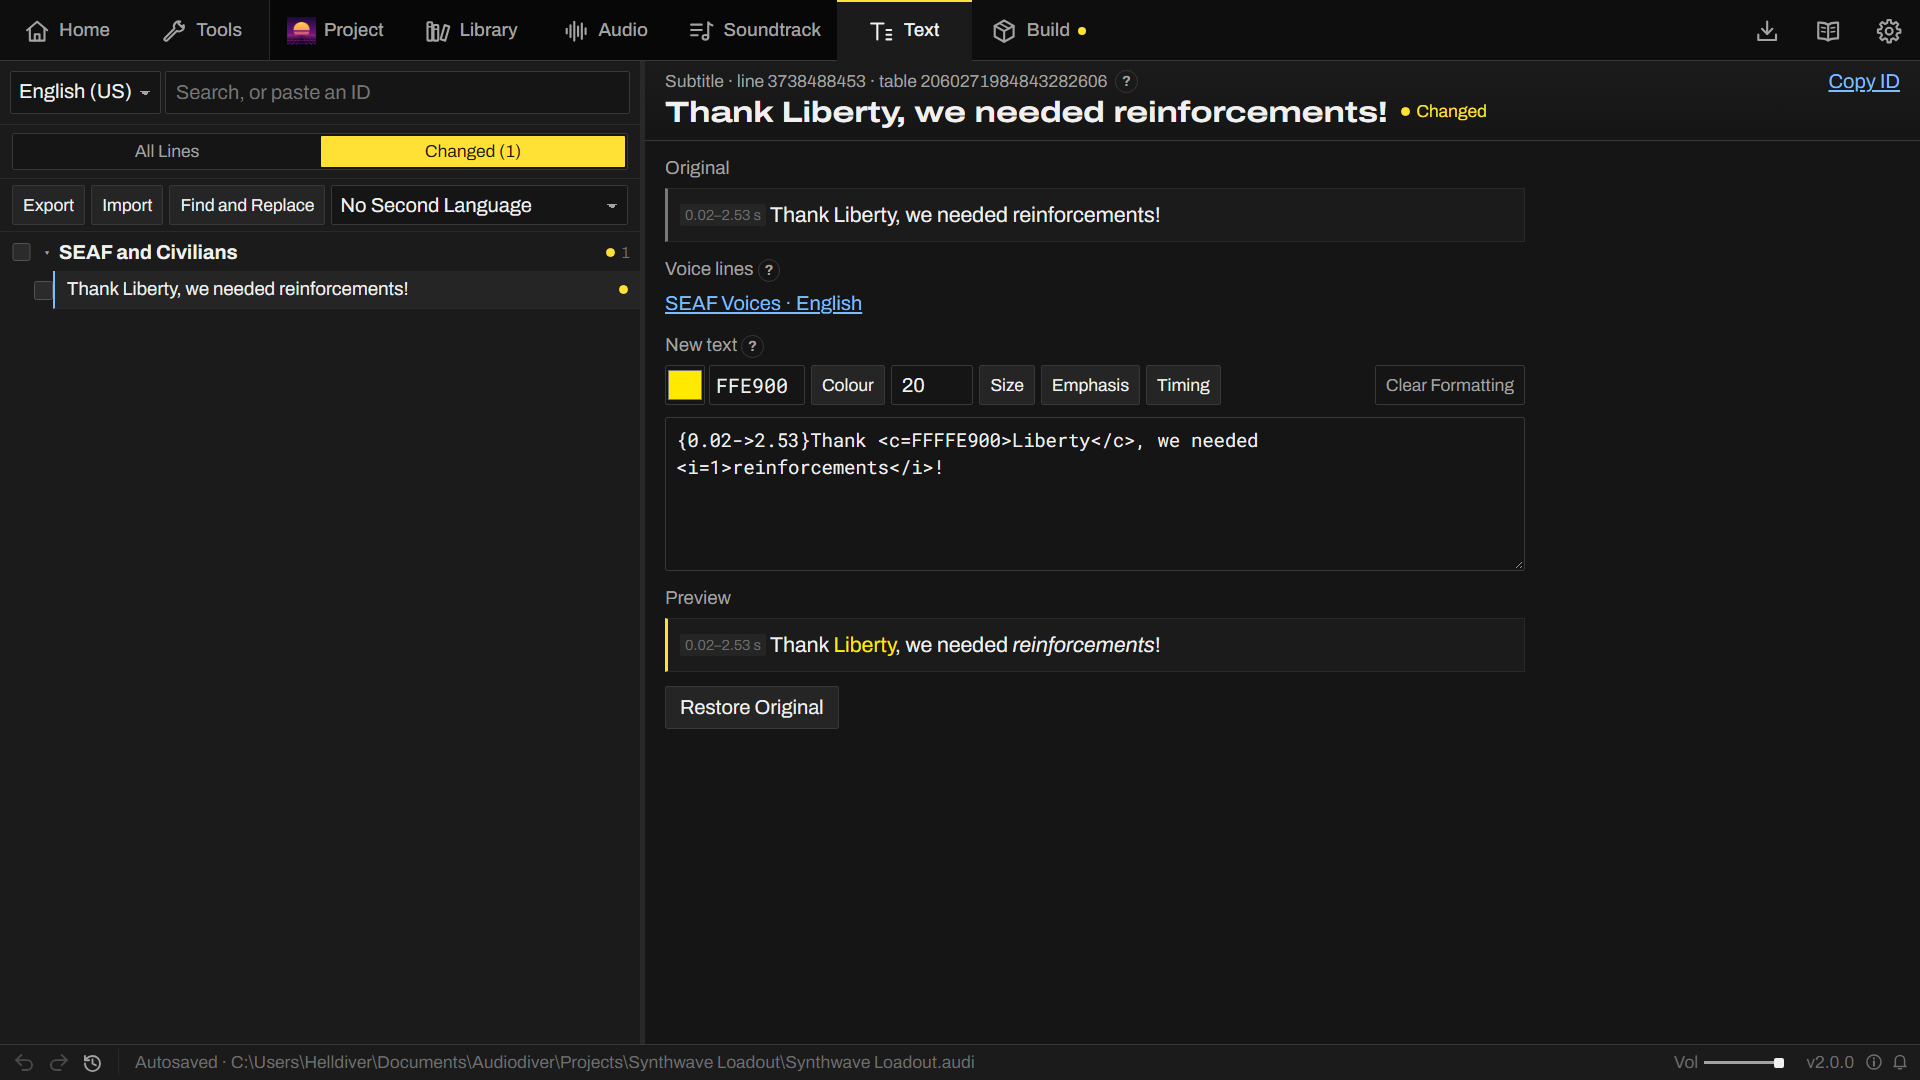 Home
Tools
Project
Library
Audio
Soundtrack
Text
Build
English (US)
Search, or paste an ID
All Lines
Changed (1)
Export
Import
Find and Replace
No Second Language
SEAF and Civilians
1
Thank Liberty, we needed reinforcements!
Subtitle · line 3738488453 · table 2060271984843282606 ?
Copy ID
Thank Liberty, we needed reinforcements!
Changed
Original
0.02–2.53 s Thank Liberty, we needed reinforcements!
Voice lines ?
SEAF Voices · English
New text ?
FFE900
Colour
20
Size
Emphasis
Timing
Clear Formatting
{0.02->2.53}Thank <c=FFFFE900>Liberty</c>, we needed
<i=1>reinforcements</i>!
Preview
0.02–2.53 s Thank Liberty, we needed reinforcements!
Restore Original
Autosaved · C:\Users\Helldiver\Documents\Audiodiver\Projects\Synthwave Loadout\Synthwave Loadout.audi
Vol
v2.0.0